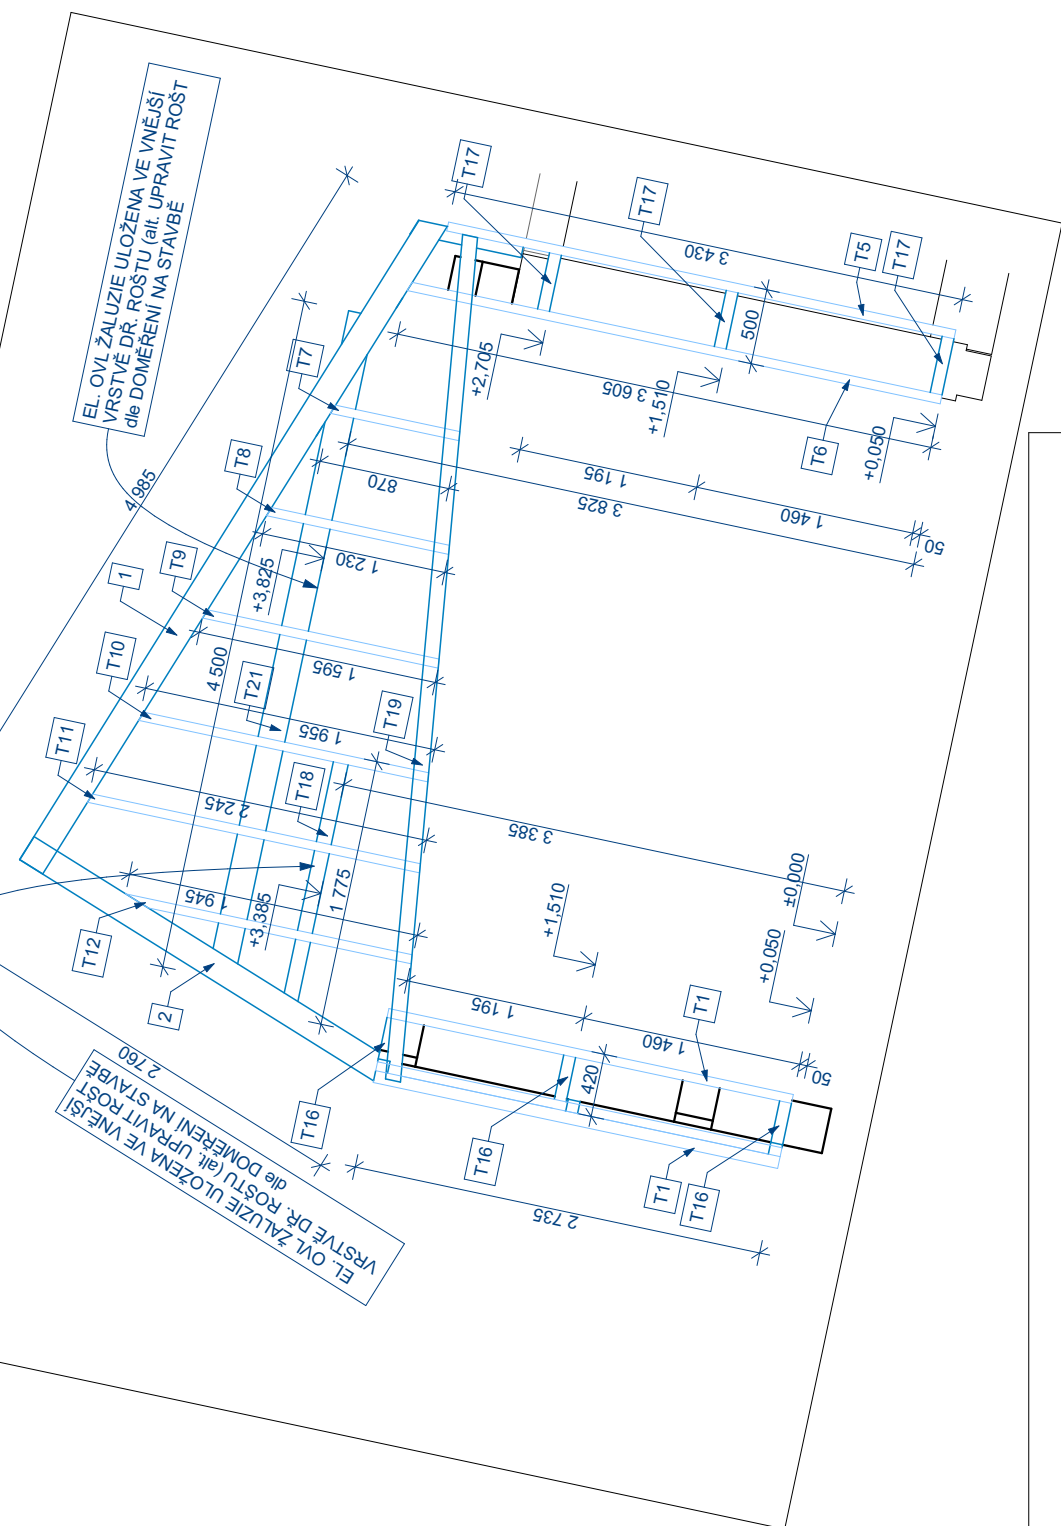 EL. OVL ŽALUZIE ULOŽENA VE VNĚJŠÍ
VRSTVĚ DŘ. ROŠTU (alt. UPRAVIT ROŠT
dle DOMĚŘENÍ NA STAVBĚ
T17
T17
3 430
T5
T17
500
+2,705
+1,510
3 605
T6
+0,050
T7
T8
870
1 195
3 825
1 460
50
4 985
T9
1
+3,825
1 230
T10
4 500
T21
1 595
T19
T11
1 955
T18
2 245
3 385
1 775
1 945
+3,385
T12
2
+1,510
±0,000
+0,050
1 195
T1
1 460
50
420
2 760
T16
T16
T1
T16
2 735
EL. OVL ŽALUZIE ULOŽENA VE VNĚJŠÍ
VRSTVĚ DŘ. ROŠTU (alt. UPRAVIT ROŠT
dle DOMĚŘENÍ NA STAVBĚ